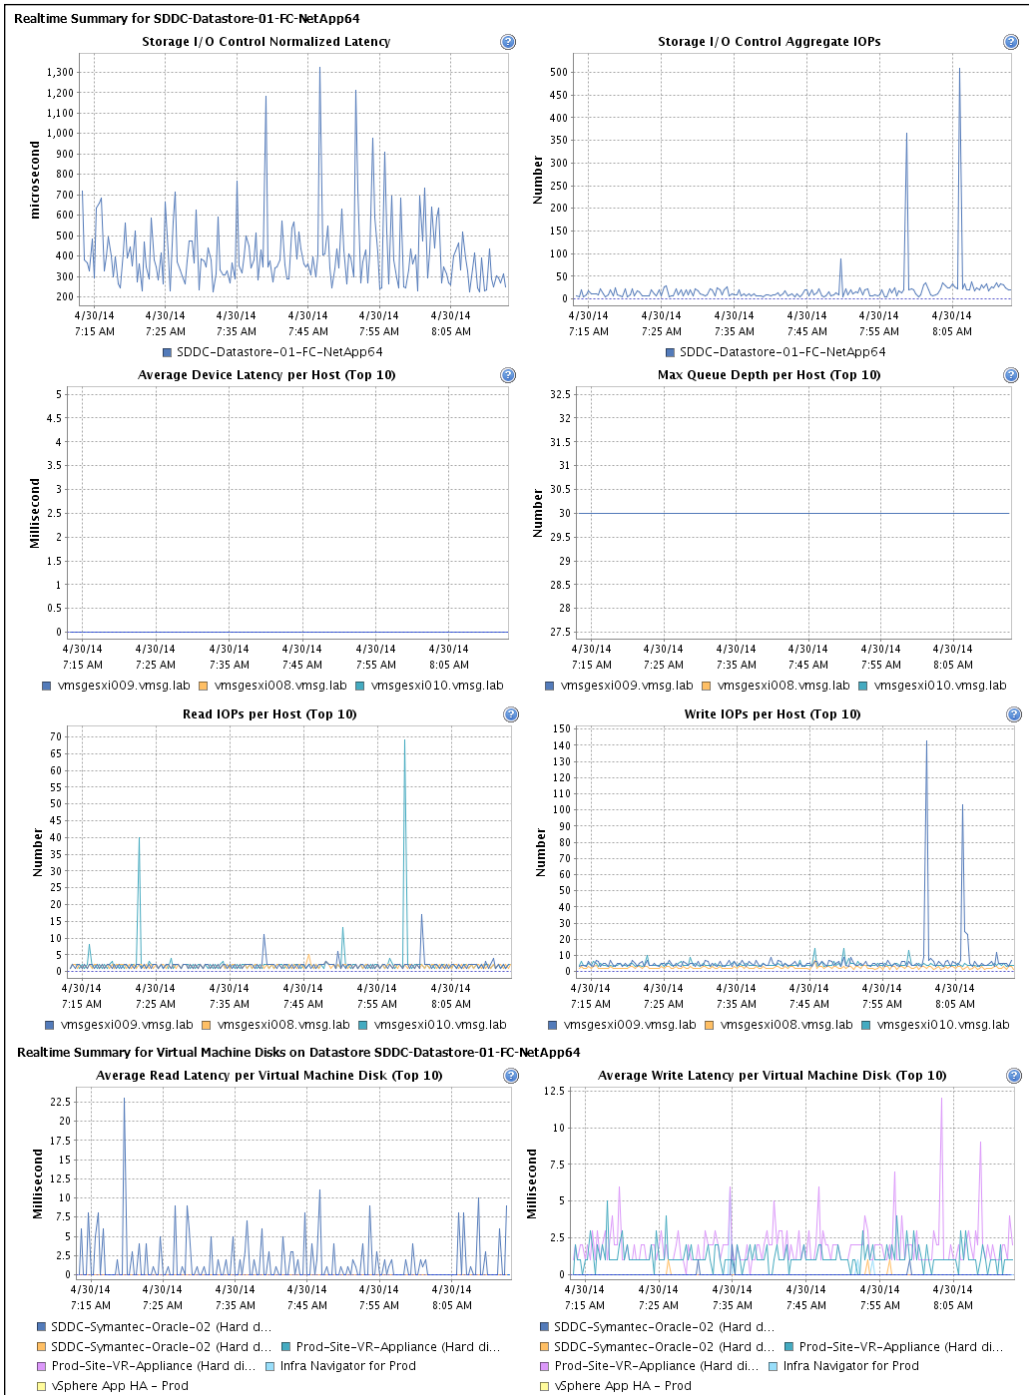 Realtime Summary for SDDC-Datastore-01-FC-NetApp64
Storage I/O Control Normalized Latency
?
microsecond
1,300
1,200
1,100
1,000
900
800
700
600
500
400
300
200
4/30/14 4/30/14 4/30/14 4/30/14 4/30/14 4/30/14
7:15 AM 7:25 AM 7:35 AM 7:45 AM 7:55 AM 8:05 AM
SDDC-Datastore-01-FC-NetApp64
Storage I/O Control Aggregate IOPs
?
Number
500
450
400
350
300
250
200
150
100
50
0
4/30/14 4/30/14 4/30/14 4/30/14 4/30/14 4/30/14
7:15 AM 7:25 AM 7:35 AM 7:45 AM 7:55 AM 8:05 AM
SDDC-Datastore-01-FC-NetApp64
Average Device Latency per Host (Top 10)
?
Millisecond
5
4.5
4
3.5
3
2.5
2
1.5
1
0.5
0
4/30/14 4/30/14 4/30/14 4/30/14 4/30/14 4/30/14
7:15 AM 7:25 AM 7:35 AM 7:45 AM 7:55 AM 8:05 AM
vmsgesxi009.vmsg.lab vmsgesxi008.vmsg.lab vmsgesxi010.vmsg.lab
Max Queue Depth per Host (Top 10)
?
Number
32.5
32
31.5
31
30.5
30
29.5
29
28.5
28
27.5
4/30/14 4/30/14 4/30/14 4/30/14 4/30/14 4/30/14
7:15 AM 7:25 AM 7:35 AM 7:45 AM 7:55 AM 8:05 AM
vmsgesxi009.vmsg.lab vmsgesxi008.vmsg.lab vmsgesxi010.vmsg.lab
Read IOPs per Host (Top 10)
?
Number
70
65
60
55
50
45
40
35
30
25
20
15
10
5
0
4/30/14 4/30/14 4/30/14 4/30/14 4/30/14 4/30/14
7:15 AM 7:25 AM 7:35 AM 7:45 AM 7:55 AM 8:05 AM
vmsgesxi009.vmsg.lab vmsgesxi008.vmsg.lab vmsgesxi010.vmsg.lab
Write IOPs per Host (Top 10)
?
Number
150
140
130
120
110
100
90
80
70
60
50
40
30
20
10
0
4/30/14 4/30/14 4/30/14 4/30/14 4/30/14 4/30/14
7:15 AM 7:25 AM 7:35 AM 7:45 AM 7:55 AM 8:05 AM
vmsgesxi009.vmsg.lab vmsgesxi008.vmsg.lab vmsgesxi010.vmsg.lab
Realtime Summary for Virtual Machine Disks on Datastore SDDC-Datastore-01-FC-NetApp64
Average Read Latency per Virtual Machine Disk (Top 10)
?
Millisecond
22.5
20
17.5
15
12.5
10
7.5
5
2.5
0
4/30/14 4/30/14 4/30/14 4/30/14 4/30/14 4/30/14
7:15 AM 7:25 AM 7:35 AM 7:45 AM 7:55 AM 8:05 AM
SDDC-Symantec-Oracle-02 (Hard d...
SDDC-Symantec-Oracle-02 (Hard d... Prod-Site-VR-Appliance (Hard di...
Prod-Site-VR-Appliance (Hard di... Infra Navigator for Prod
vSphere App HA - Prod
Average Write Latency per Virtual Machine Disk (Top 10)
?
Millisecond
12.5
10
7.5
5
2.5
0
4/30/14 4/30/14 4/30/14 4/30/14 4/30/14 4/30/14
7:15 AM 7:25 AM 7:35 AM 7:45 AM 7:55 AM 8:05 AM
SDDC-Symantec-Oracle-02 (Hard d...
SDDC-Symantec-Oracle-02 (Hard d... Prod-Site-VR-Appliance (Hard di...
Prod-Site-VR-Appliance (Hard di... Infra Navigator for Prod
vSphere App HA - Prod